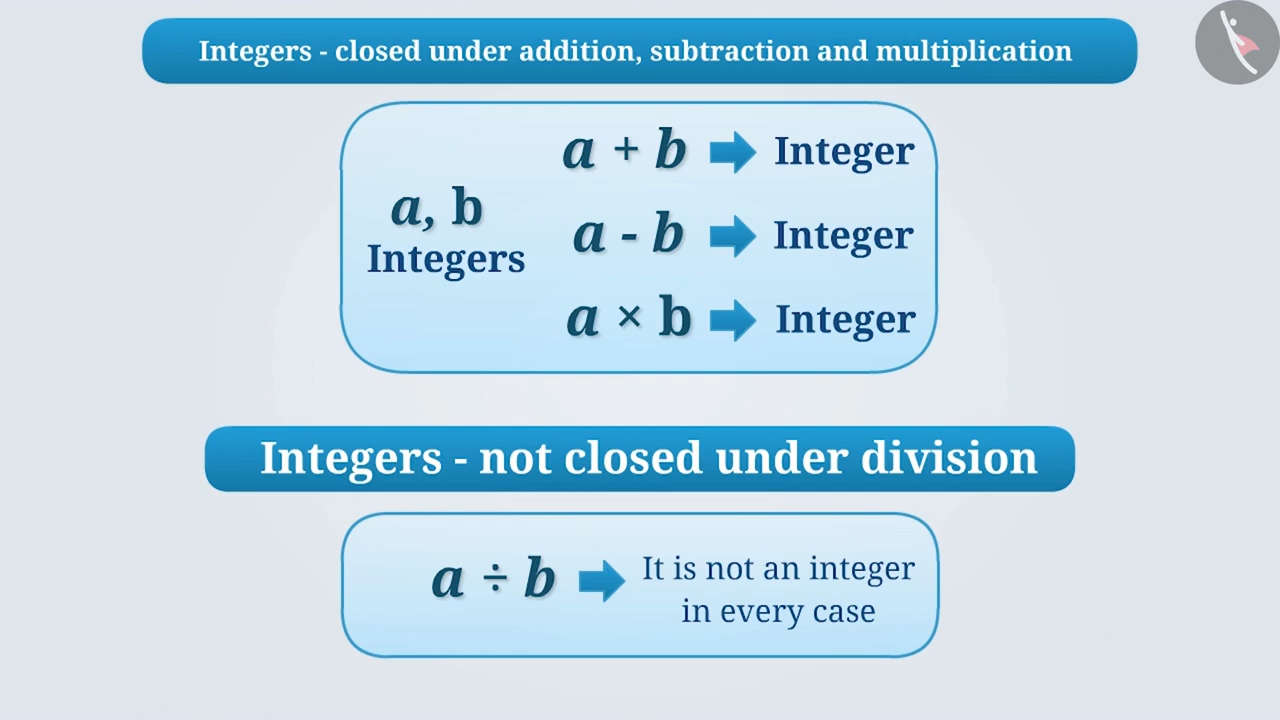 Integers - closed under addition, subtraction and multiplication
a + b ➡ Integer
a, b
Integers
a - b ➡ Integer
a × b ➡ Integer
Integers - not closed under division
a ÷ b ➡ It is not an integer
in every case